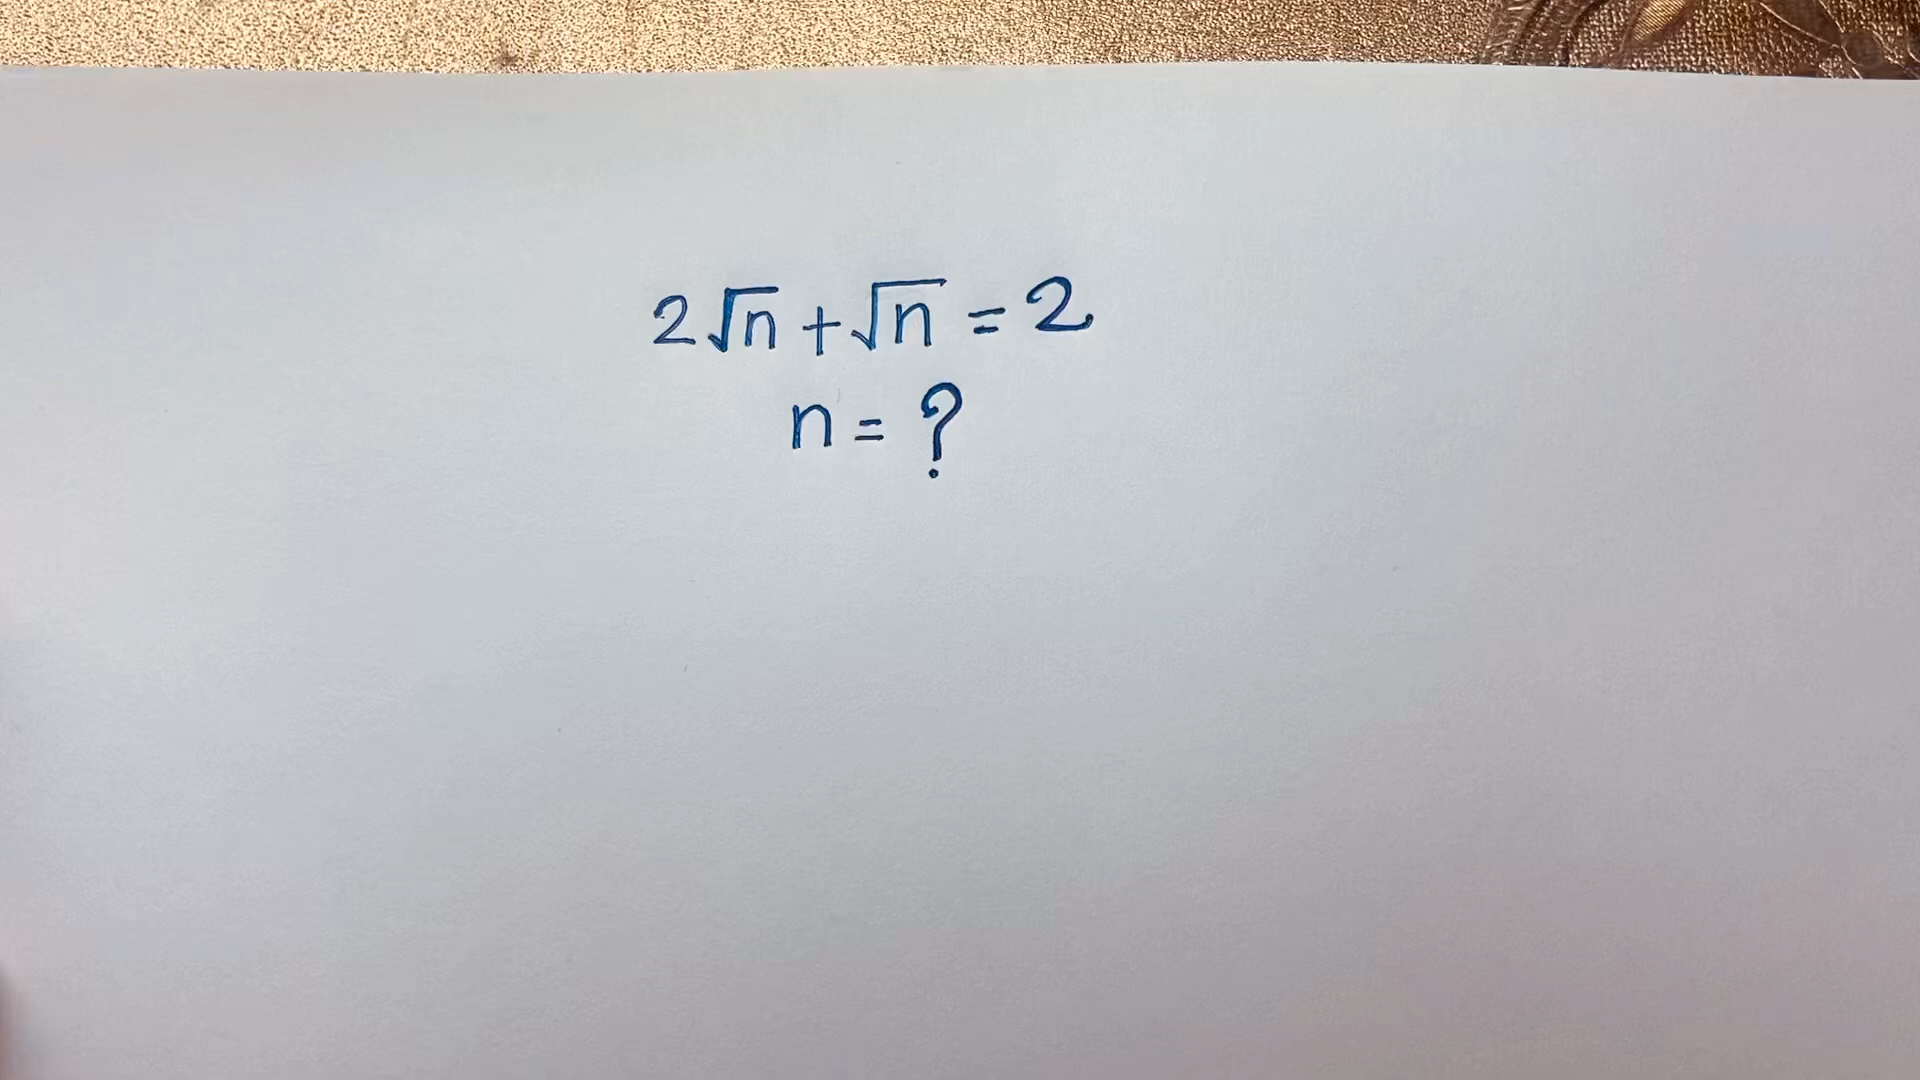 2√n + √n = 2
n = ?